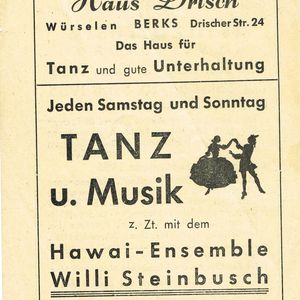 Haus Drisch
Würselen BERKS Drischer Str. 24
Das Haus für
Tanz und gute Unterhaltung
Jeden Samstag und Sonntag
TANZ
u. Musik
z. Zt. mit dem
Hawai-Ensemble
Willi Steinbusch